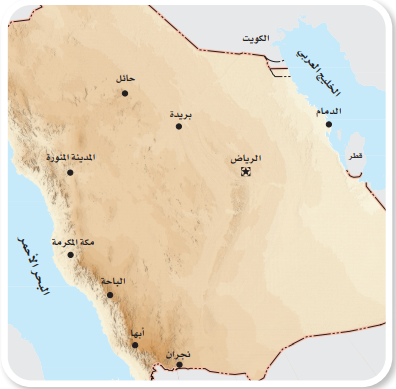 الكويت
الخليج العربي
حائل
بريدة
الدمام
قطر
المدينة المنورة
الرياض
مكة المكرمة
البحر الأحمر
الباحة
أبها
نجران